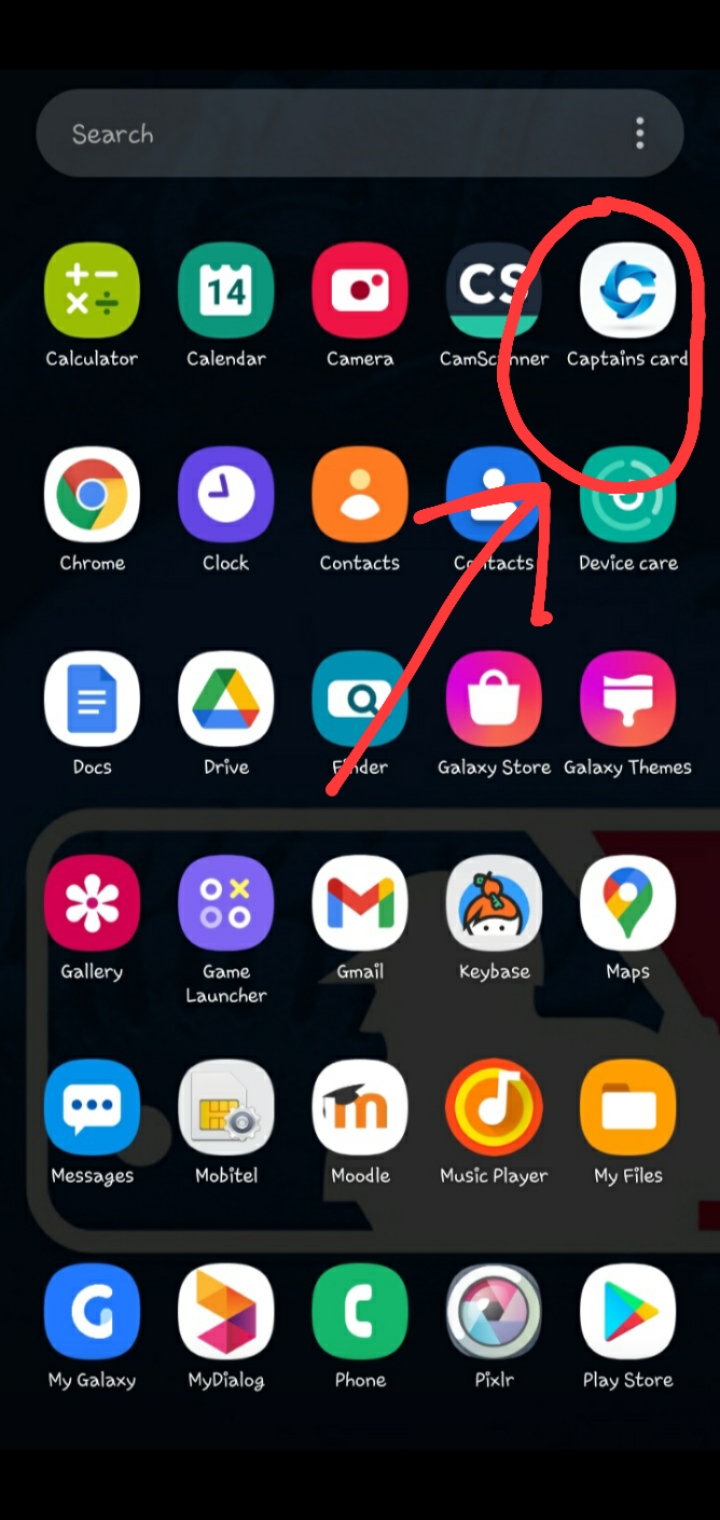 Search
CS
14
Calculator
Calendar
Camera
CamScanner
Captains card
Chrome
Clock
Contacts
Contacts
Device care
Docs
Drive
Finder
Galaxy Store
Galaxy Themes
Gallery
Game
Launcher
Gmail
Keybase
Maps
Messages
Mobitel
Moodle
Music Player
My Files
My Galaxy
MyDialog
Phone
Pixlr
Play Store